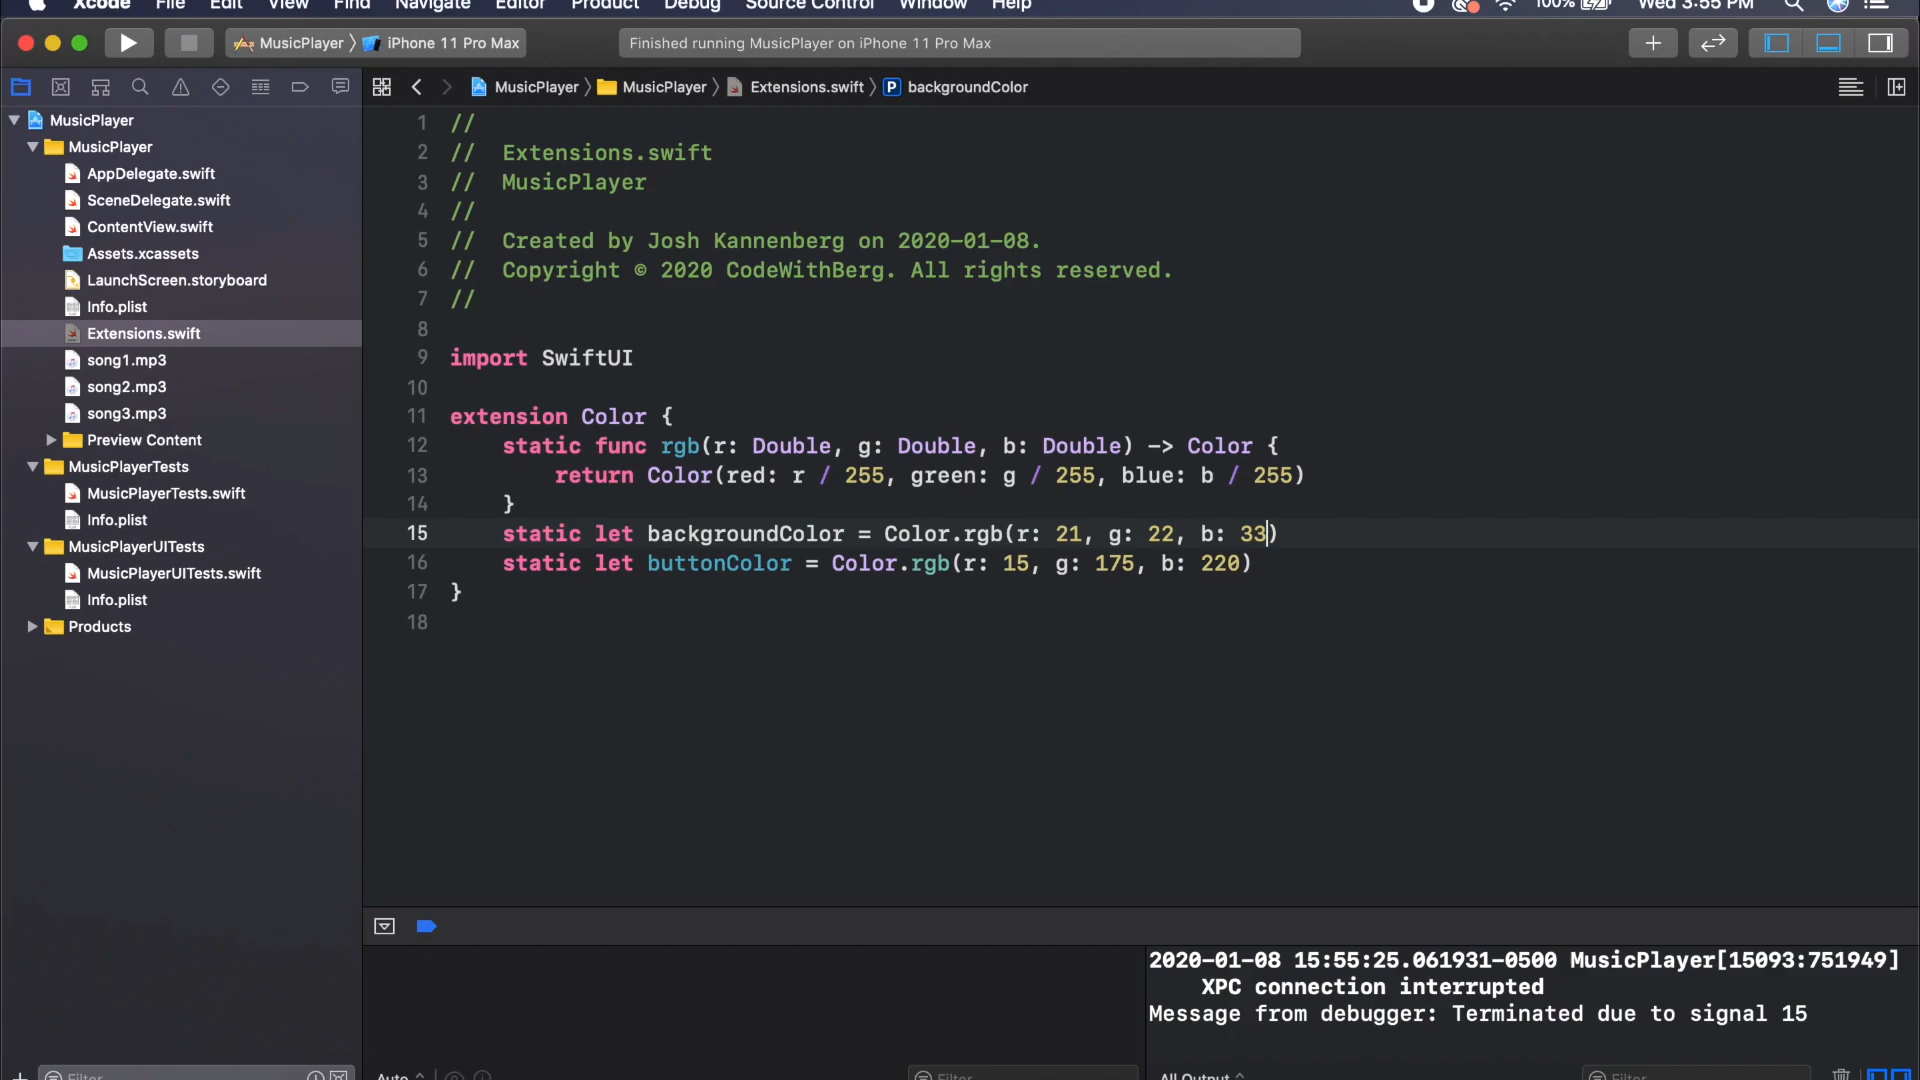 Xcode File Edit View Find Navigate Editor Product Debug Source Control Window Help 100% Wed 3:55 PM
MusicPlayer 〉 iPhone 11 Pro Max
Finished running MusicPlayer on iPhone 11 Pro Max
MusicPlayer 〉 MusicPlayer 〉 Extensions.swift 〉 P backgroundColor
MusicPlayer
MusicPlayer
AppDelegate.swift
SceneDelegate.swift
ContentView.swift
Assets.xcassets
LaunchScreen.storyboard
Info.plist
Extensions.swift
song1.mp3
song2.mp3
song3.mp3
Preview Content
MusicPlayerTests
MusicPlayerTests.swift
Info.plist
MusicPlayerUITests
MusicPlayerUITests.swift
Info.plist
Products
Filter
1 //
2 // Extensions.swift
3 // MusicPlayer
4 //
5 // Created by Josh Kannenberg on 2020-01-08.
6 // Copyright © 2020 CodeWithBerg. All rights reserved.
7 //
8
9 import SwiftUI
10
11 extension Color {
12 static func rgb(r: Double, g: Double, b: Double) -> Color {
13 return Color(red: r / 255, green: g / 255, blue: b / 255)
14 }
15 static let backgroundColor = Color.rgb(r: 21, g: 22, b: 33)
16 static let buttonColor = Color.rgb(r: 15, g: 175, b: 220)
17 }
18
Auto
Filter
2020-01-08 15:55:25.061931-0500 MusicPlayer[15093:751949]
XPC connection interrupted
Message from debugger: Terminated due to signal 15
All Output
Filter